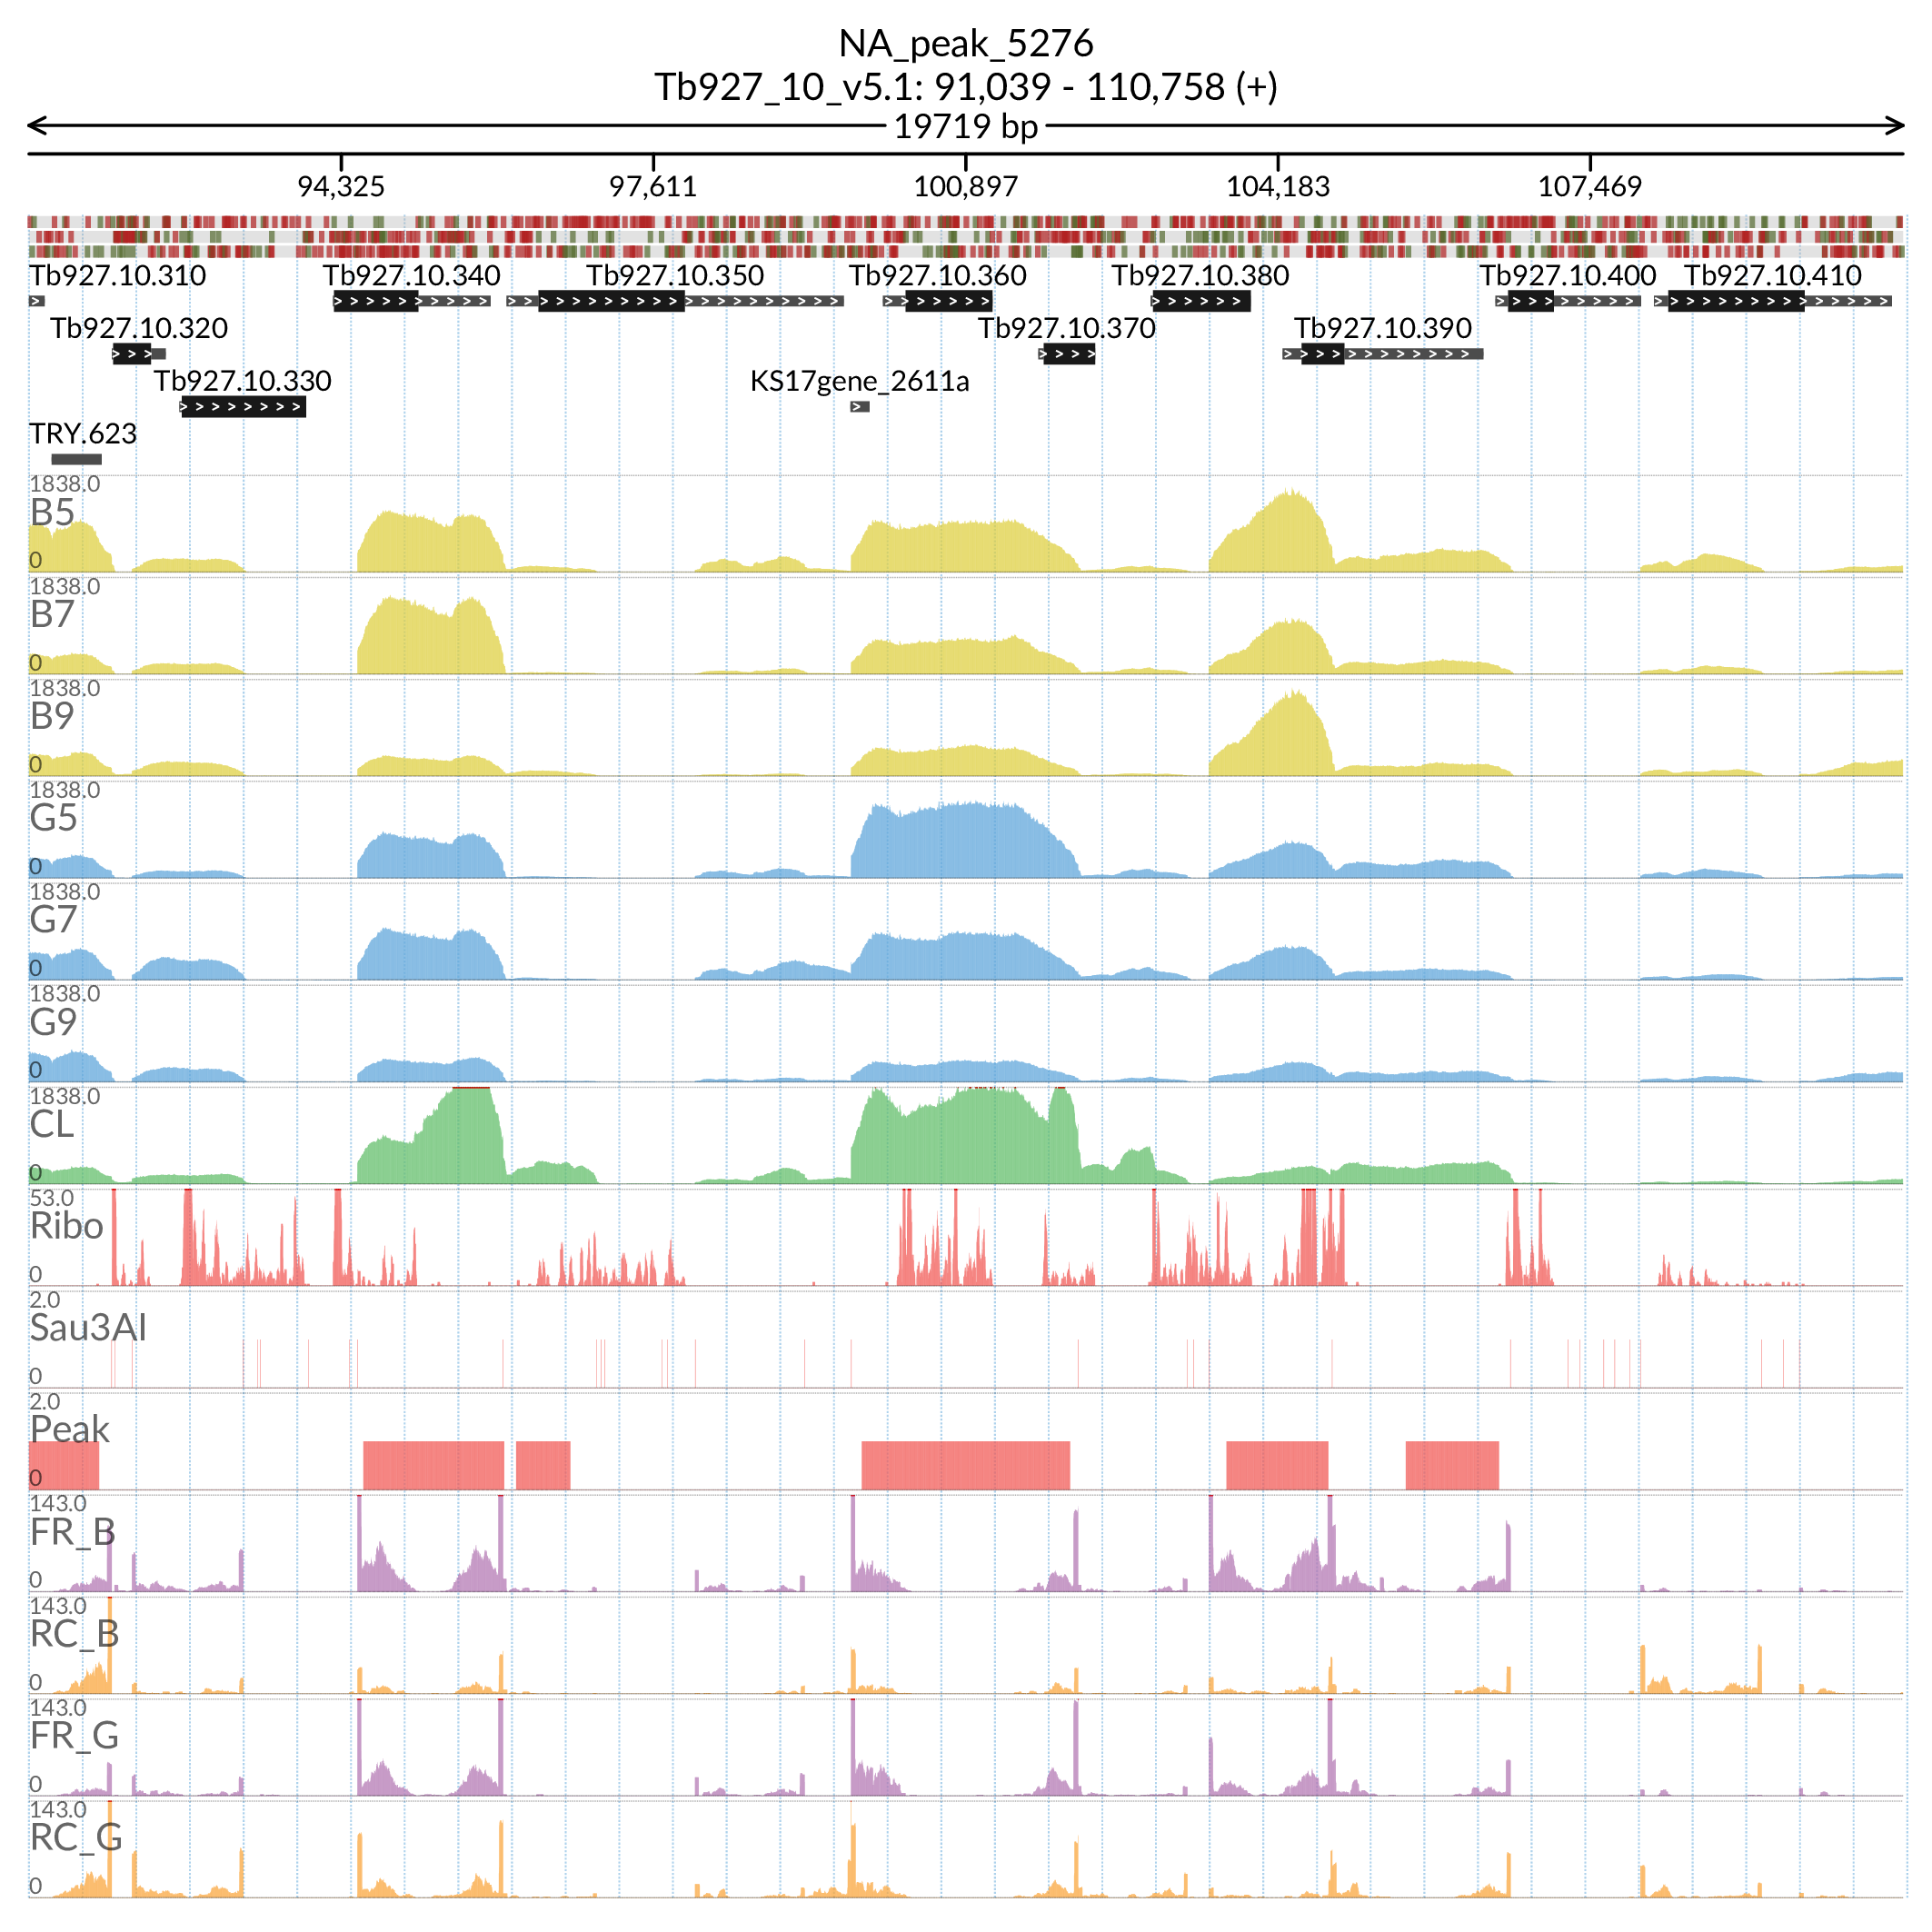 NA_peak_5276
Tb927_10_v5.1: 91,039 - 110,758 (+)
19719 bp
94,325 97,611 100,897 104,183 107,469
Tb927.10.310 Tb927.10.340 Tb927.10.350 Tb927.10.360 Tb927.10.380 Tb927.10.400 Tb927.10.410
Tb927.10.320 Tb927.10.370 Tb927.10.390
Tb927.10.330 KS17gene_2611a
TRY.623
1838.0
B5
0
1838.0
B7
0
1838.0
B9
0
1838.0
G5
0
1838.0
G7
0
1838.0
G9
0
1838.0
CL
0
53.0
Ribo
0
2.0
Sau3AI
0
2.0
Peak
0
143.0
FR_B
0
143.0
RC_B
0
143.0
FR_G
0
143.0
RC_G
0